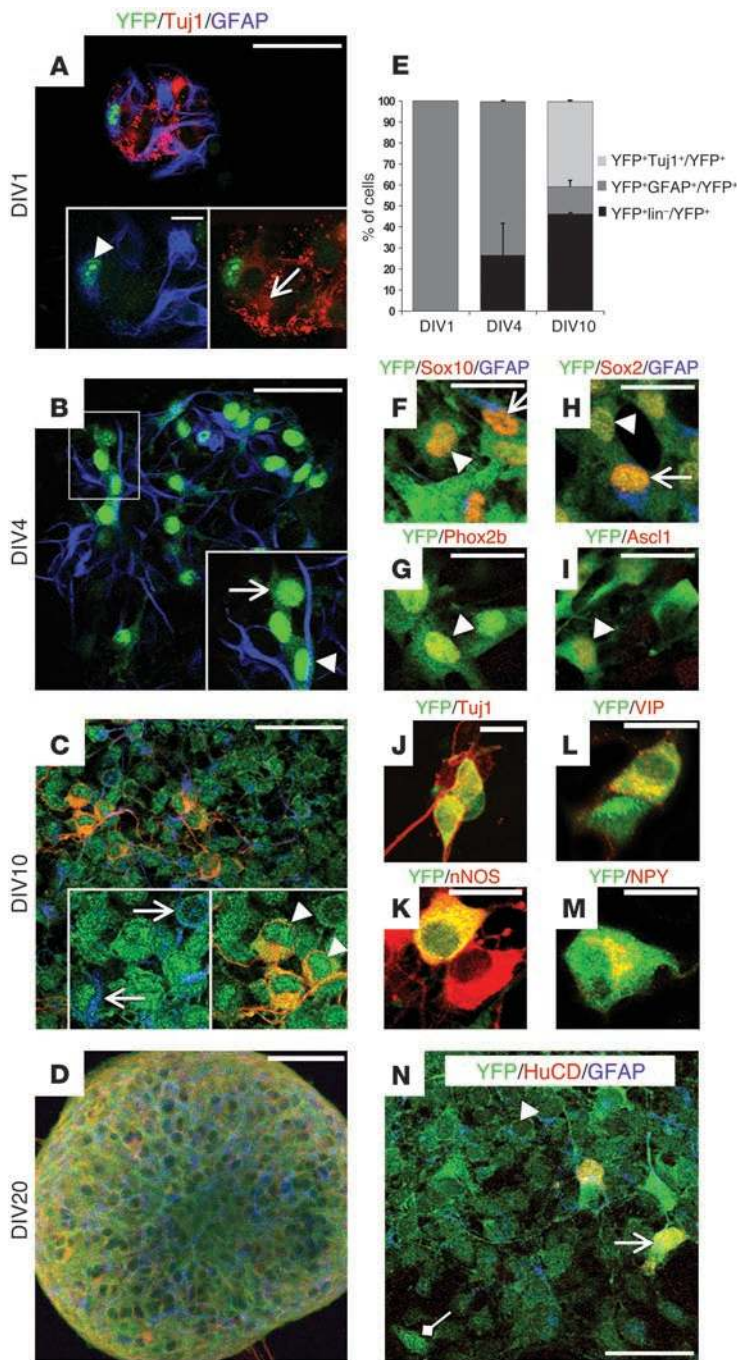 YFP/Tuj1/GFAP
A
DIV1
B
DIV4
C
DIV10
D
DIV20
E
% of cells
100
90
80
70
60
50
40
30
20
10
0
DIV1 DIV4 DIV10
YFP⁺Tuj1⁺/YFP⁺
YFP⁺GFAP⁺/YFP⁺
YFP⁺lin⁻/YFP⁺
YFP/Sox10/GFAP
F
YFP/Sox2/GFAP
H
YFP/Phox2b
G
YFP/Ascl1
I
YFP/Tuj1
J
YFP/VIP
L
YFP/nNOS
K
YFP/NPY
M
N
YFP/HuCD/GFAP